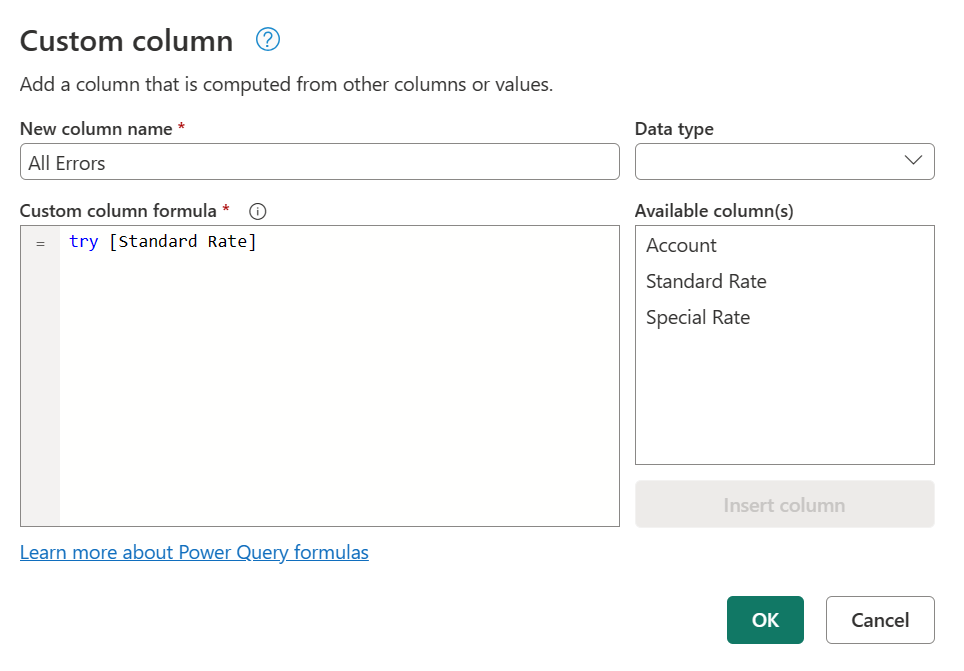 Custom column ?
Add a column that is computed from other columns or values.
New column name *
All Errors
Data type
Custom column formula * i
= try [Standard Rate]
Available column(s)
Account
Standard Rate
Special Rate
Insert column
Learn more about Power Query formulas
OK
Cancel